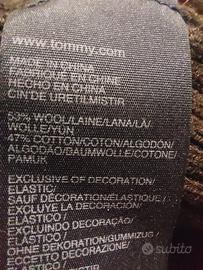 www.tommy.com
MADE IN CHINA
FABRIQUÉ EN CHINE
HECHO EN CHINA
ÇIN'DE ÜRETILMISTIR
53% WOOL/LAINE/LANA/LÃ/
WOLLE/YÜN
47% COTTON/COTON/ALGODÓN/
ALGODÃO/BAUMWOLLE/COTONE/
PAMUK
EXCLUSIVE OF DECORATION/
ELASTIC/
SAUF DÉCORATION/ÉLASTIQUE/
EXCLUYE LA DECORACIÓN/
ELÁSTICO/
EXCLUINDO DECORAÇÃO/
ELÁSTICO/
OHNE DEKORATION/GUMMIZUG/
ECCETTO DECORAZIONE/
subito